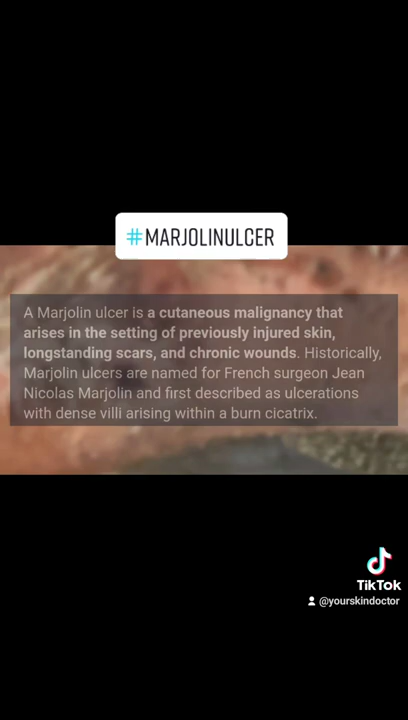 #MARJOLINULCER
A Marjolin ulcer is a cutaneous malignancy that
arises in the setting of previously injured skin,
longstanding scars, and chronic wounds. Historically,
Marjolin ulcers are named for French surgeon Jean
Nicolas Marjolin and first described as ulcerations
with dense villi arising within a burn cicatrix.
TikTok
@yourskindoctor